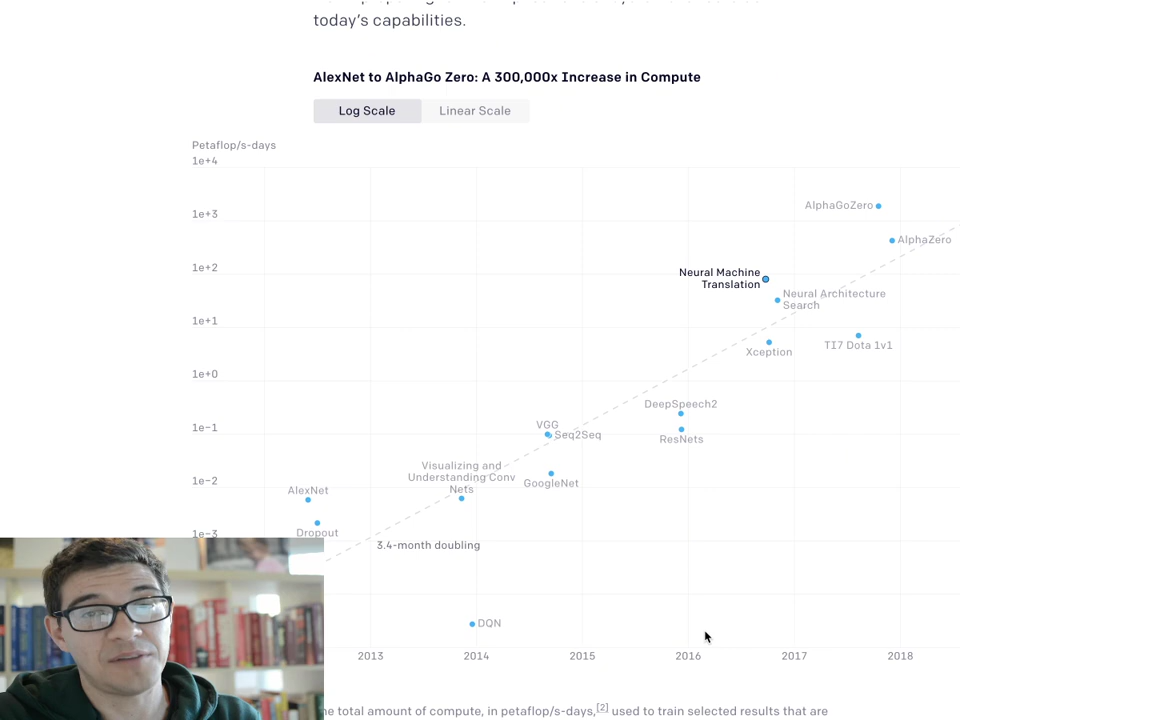 today's capabilities.
AlexNet to AlphaGo Zero: A 300,000x Increase in Compute
Log Scale
Linear Scale
Petaflop/s-days
1e+4
AlphaGoZero
1e+3
AlphaZero
1e+2
Neural Machine
Translation
Neural Architecture
Search
1e+1
Xception
TI7 Dota 1v1
1e+0
DeepSpeech2
VGG
1e-1
Seq2Seq
ResNets
Visualizing and
Understanding Conv
Nets
GoogleNet
1e-2
AlexNet
Dropout
1e-3
3.4-month doubling
DQN
2013
2014
2015
2016
2017
2018
total amount of compute, in petaflop/s-days,[2] used to train selected results that are